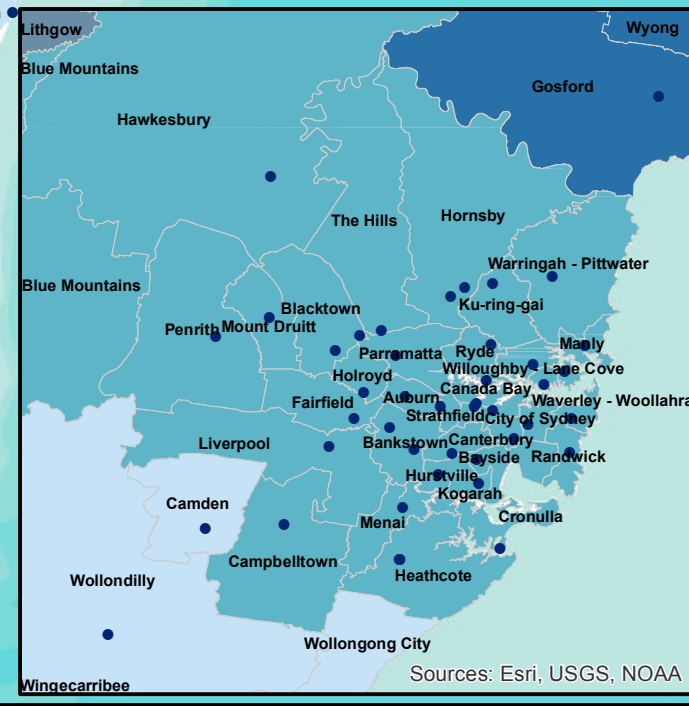 Lithgow
Wyong
Blue Mountains
Gosford
Hawkesbury
The Hills
Hornsby
Warringah - Pittwater
Blue Mountains
Ku-ring-gai
Blacktown
Penrith
Mount Druitt
Manly
Parramatta
Ryde
Willoughby - Lane Cove
Holroyd
Canada Bay
Auburn
Fairfield
Waverley - Woollahra
Strathfield
City of Sydney
Liverpool
Bankstown
Canterbury
Bayside
Randwick
Hurstville
Kogarah
Camden
Menai
Cronulla
Campbelltown
Heathcote
Wollondilly
Wollongong City
Sources: Esri, USGS, NOAA
Wingecarribee